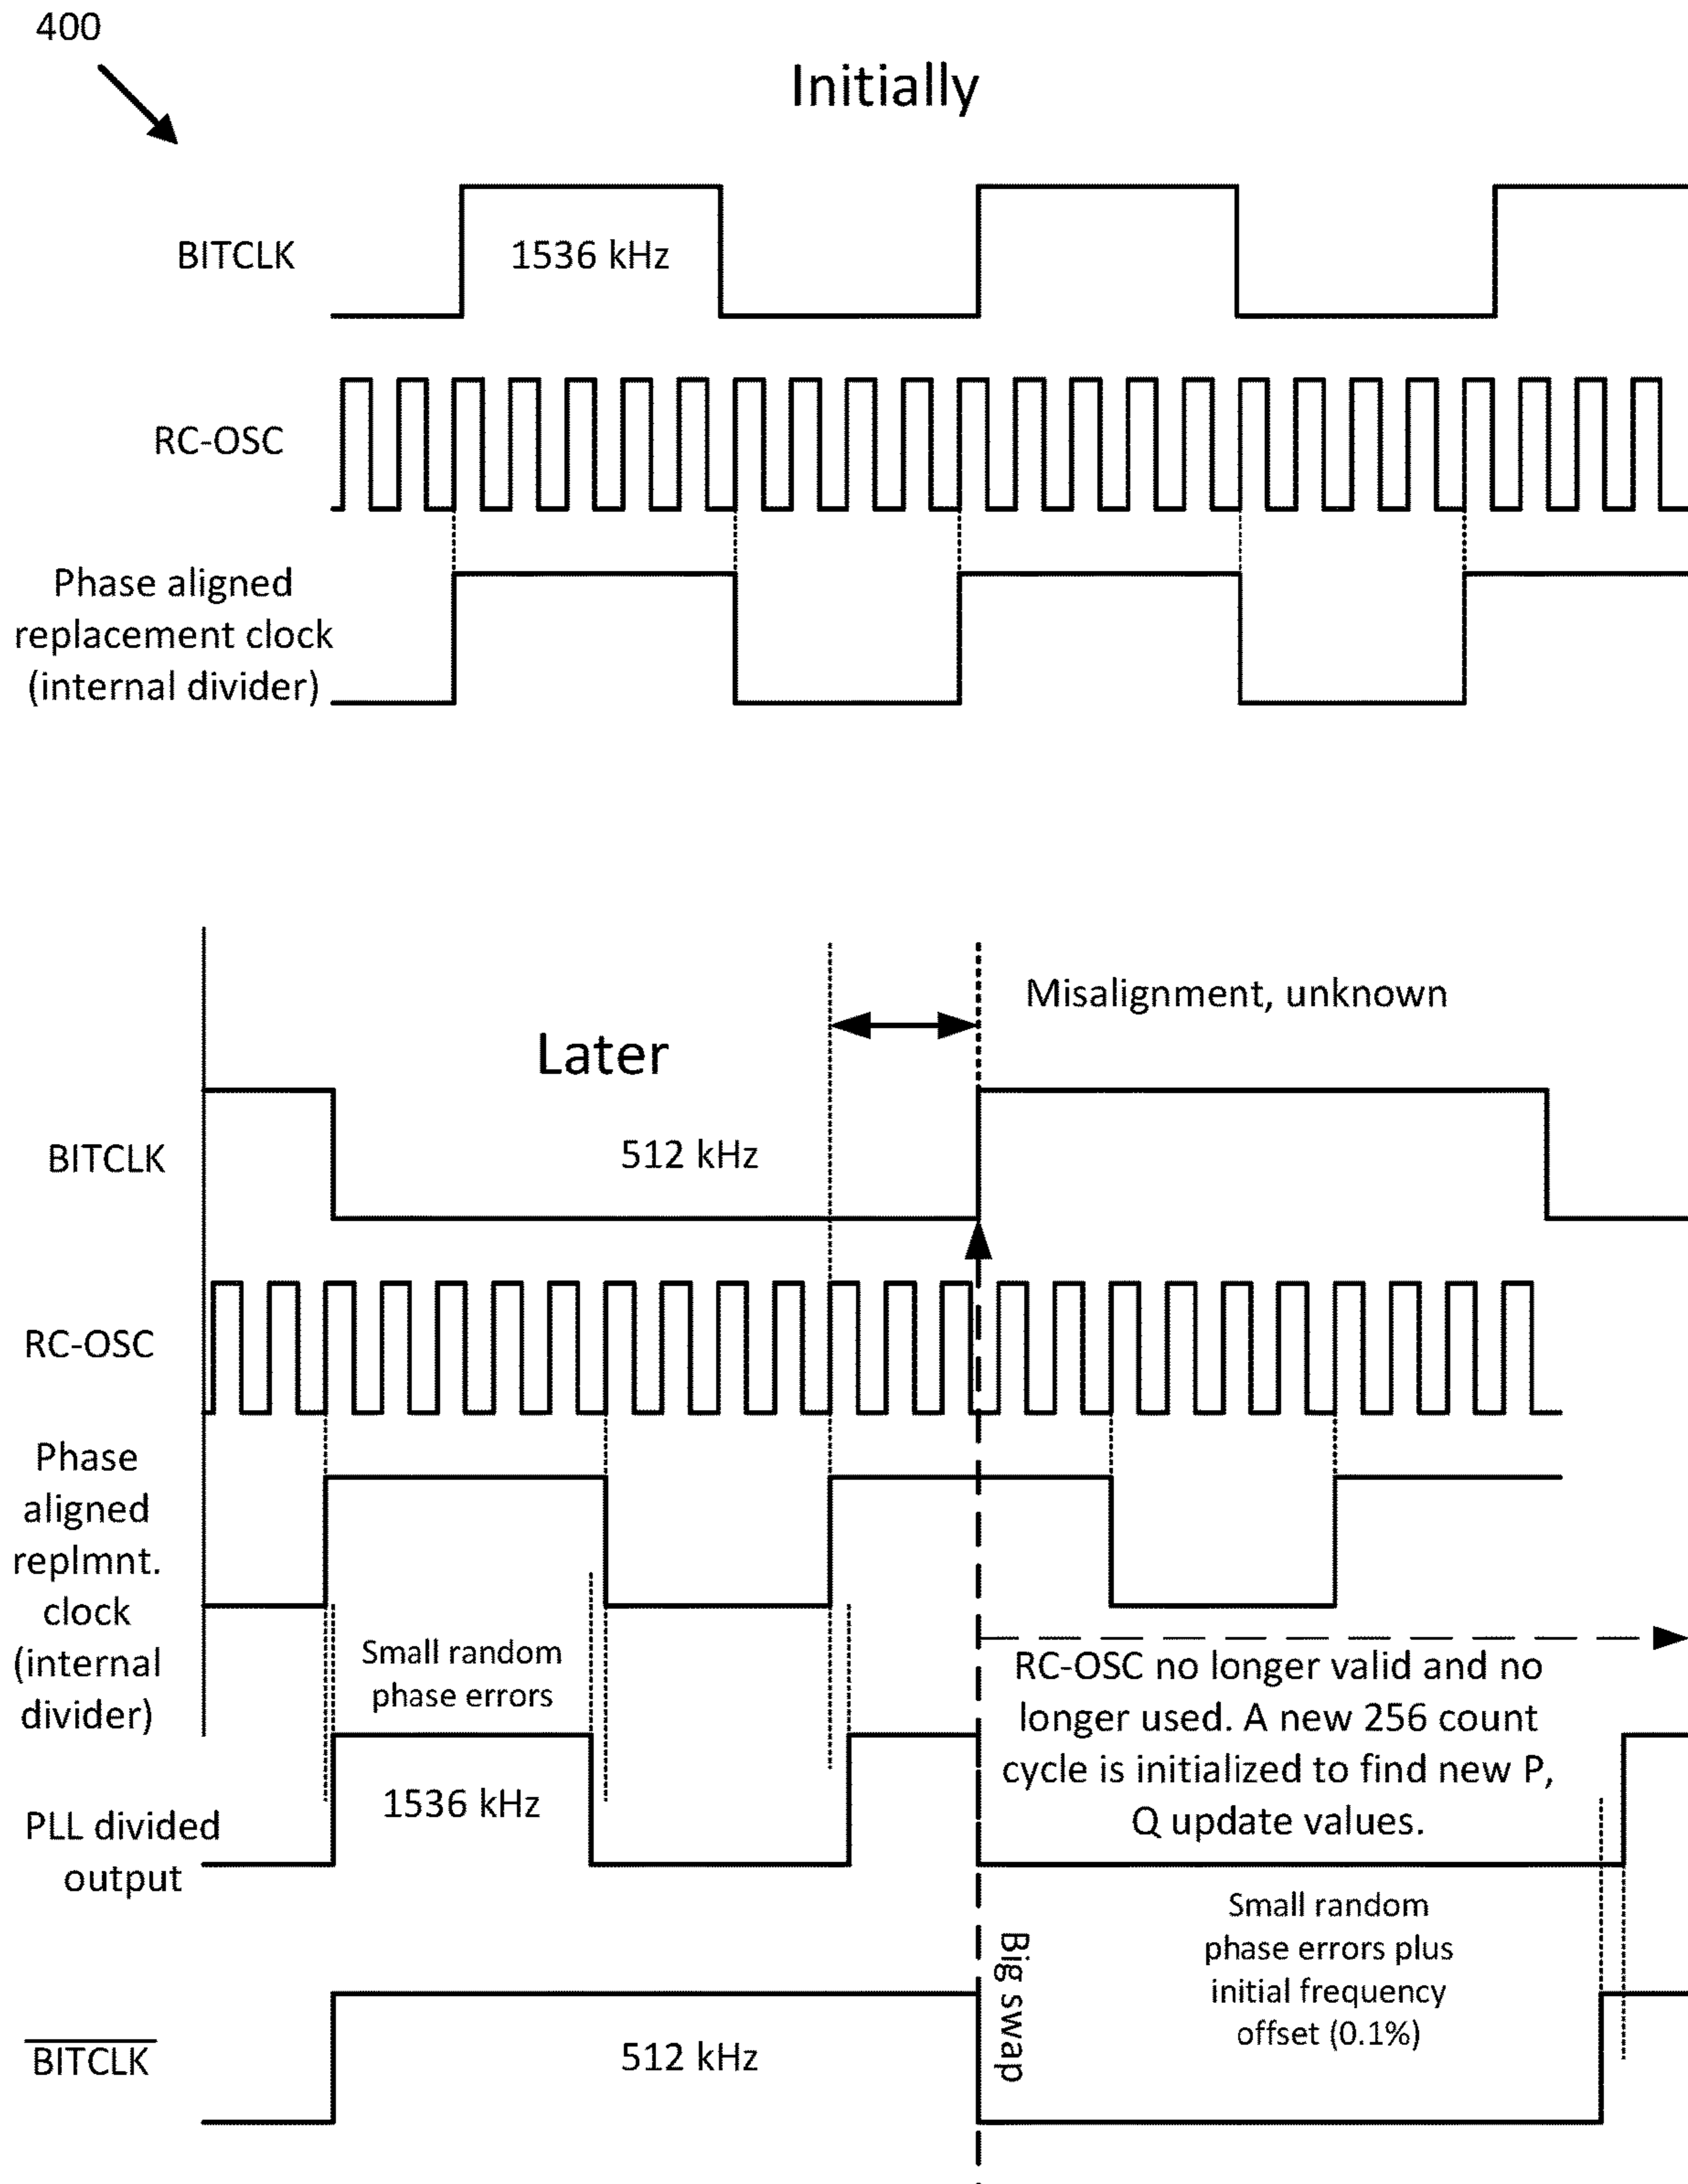 400
Initially
BITCLK
1536 kHz
RC-OSC
Phase aligned
replacement clock
(internal divider)
Misalignment, unknown
Later
BITCLK
512 kHz
RC-OSC
Phase
aligned
replmnt.
clock
(internal
divider)
Small random
phase errors
RC-OSC no longer valid and no
longer used. A new 256 count
cycle is initialized to find new P,
Q update values.
PLL divided
output
1536 kHz
Small random
phase errors plus
initial frequency
offset (0.1%)
Big swap
BITCLK
512 kHz